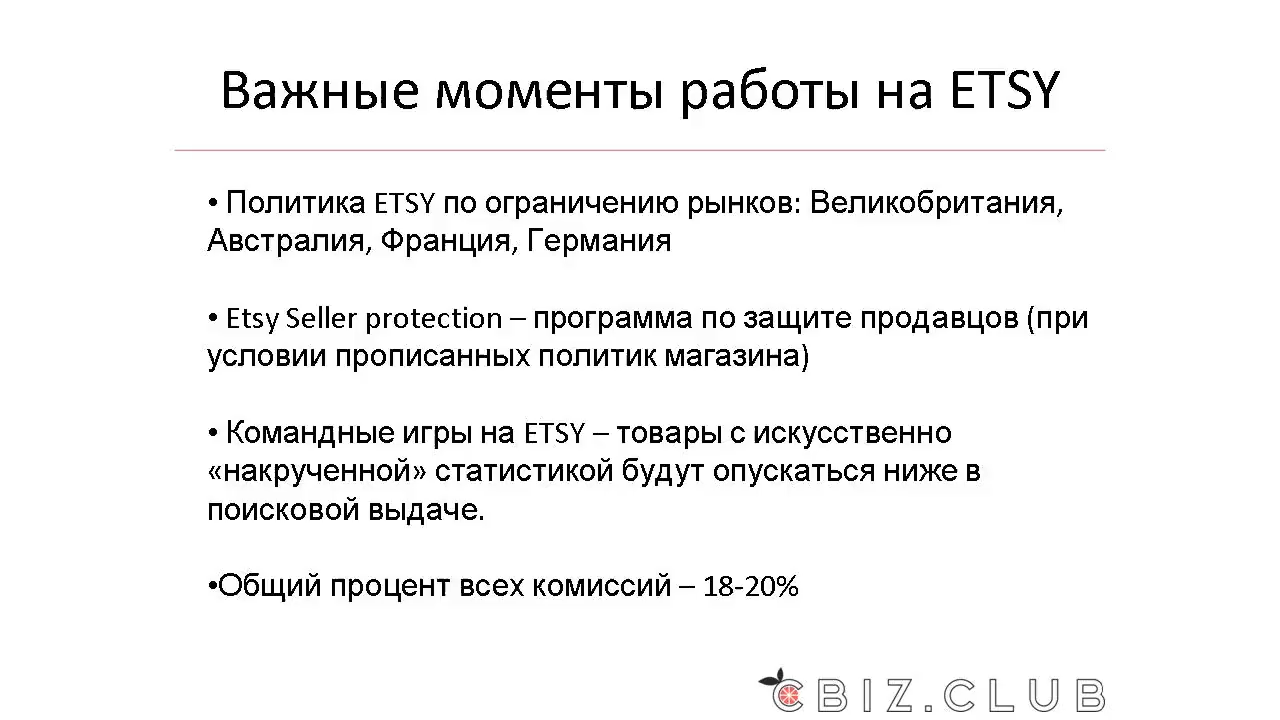 Важные моменты работы на ETSY
• Политика ETSY по ограничению рынков: Великобритания,
Австралия, Франция, Германия
• Etsy Seller protection – программа по защите продавцов (при
условии прописанных политик магазина)
• Командные игры на ETSY – товары с искусственно
«накрученной» статистикой будут опускаться ниже в
поисковой выдаче.
•Общий процент всех комиссий – 18-20%
CBIZ.CLUB